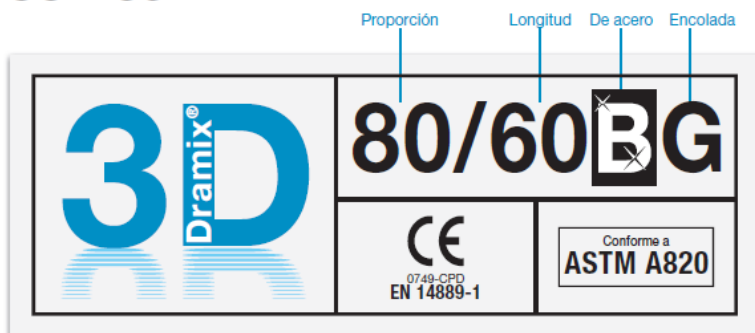 Proporción Longitud De acero Encolada
3D Dramix®
80/60BG
CE
0749-CPD
EN 14889-1
Conforme a
ASTM A820